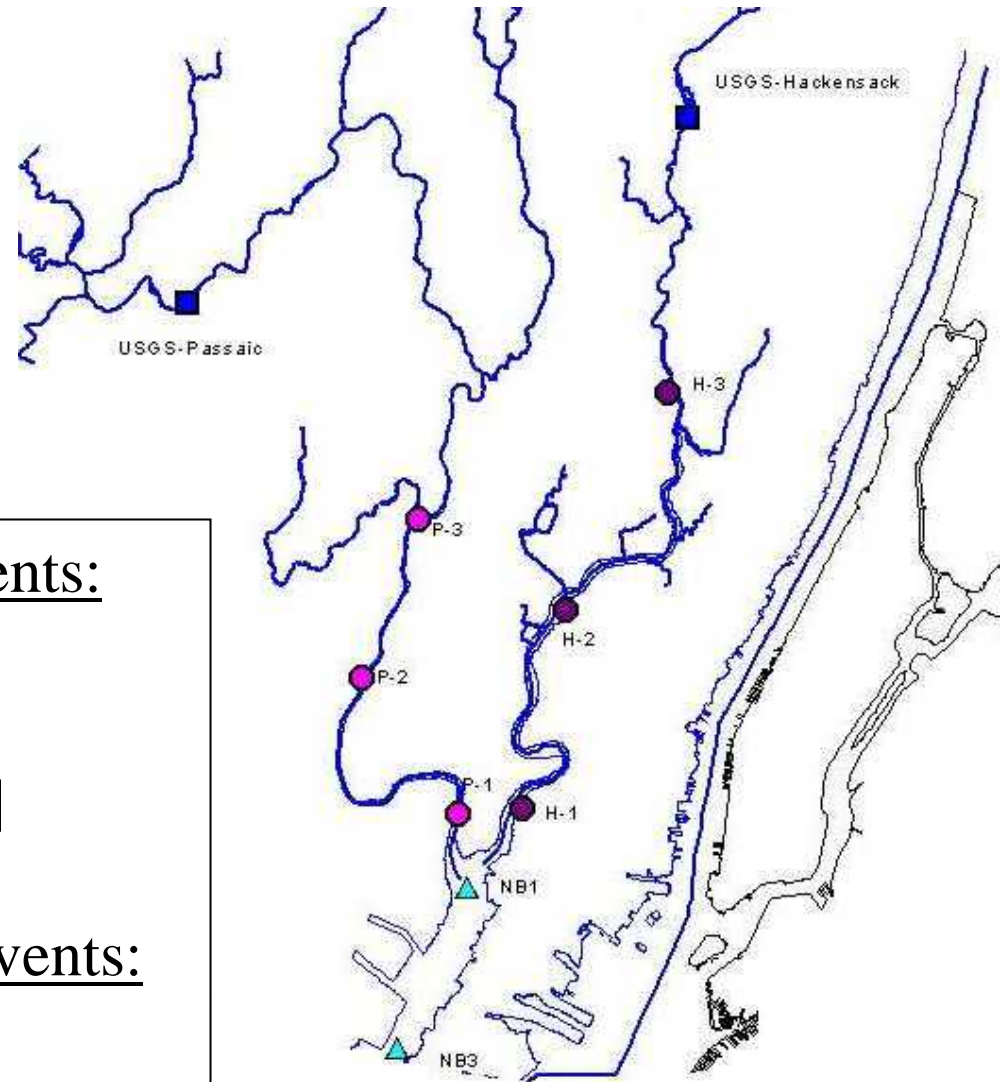 USGS-Hackensack
USGS-Passaic
H-3
P-3
ents:
H-2
P-2
P-1
H-1
NB1
vents:
NB3